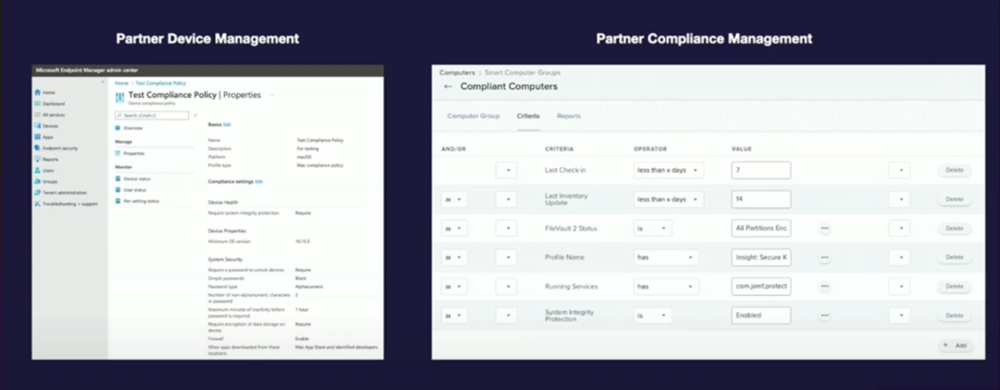 Partner Device Management
Partner Compliance Management
Microsoft Endpoint Manager admin center
Home
Dashboard
All services
Devices
Apps
Endpoint security
Reports
Users
Groups
Tenant administration
Troubleshooting + support
Home > Test Compliance Policy
Test Compliance Policy | Properties ...
Device compliance policy
Search (Cmd+/)
Overview
Manage
Properties
Monitor
Device status
User status
Per-setting status
Basics Edit
Name Test Compliance Policy
Description For testing
Platform macOS
Profile type Mac compliance policy
Compliance settings Edit
Device Health
Require system integrity protection Require
Device Properties
Minimum OS version 10.15.5
System Security
Require a password to unlock devices. Require
Simple passwords Block
Password type Alphanumeric
Number of non-alphanumeric characters 2
in password
Maximum minutes of inactivity before 1 hour
password is required
Require encryption of data storage on Require
device.
Firewall Enable
Allow apps downloaded from these Mac App Store and identified developers
locations
Computers : Smart Computer Groups
← Compliant Computers
Computer Group Criteria Reports
AND/OR CRITERIA OPERATOR VALUE
Last Check-in less than x days 7 Delete
Last Inventory less than x days 14 Delete
Update
FileVault 2 Status is All Partitions Enc ... Delete
Profile Name has Insight: Secure K ... Delete
Running Services has com.jamf.protect ... Delete
System Integrity is Enabled ... Delete
Protection
+ Add